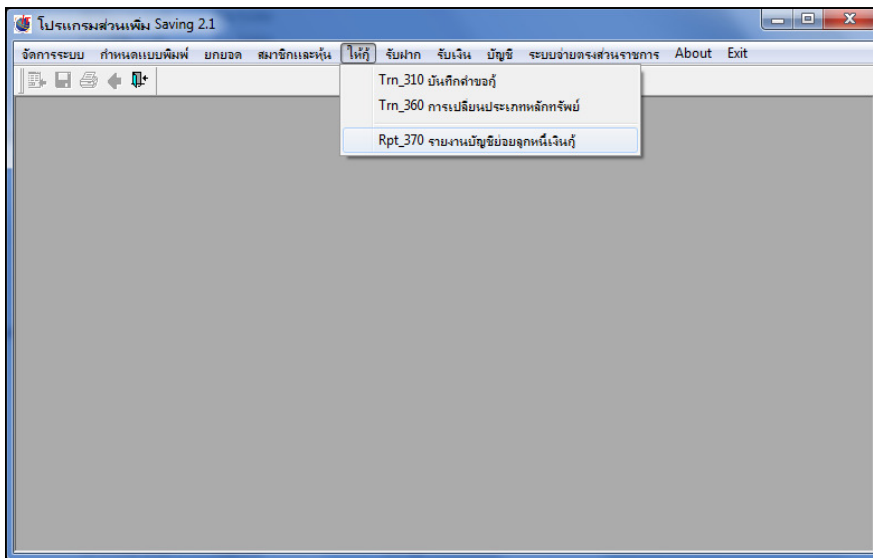 โปรแกรมส่วนเพิ่ม Saving 2.1
จัดการระบบ กำหนดแบบพิมพ์ ยกยอด สมาชิกและหุ้น ให้กู้ รับฝาก รับเงิน บัญชี ระบบจ่ายตรงส่วนราชการ About Exit
Trn_310 บันทึกคำขอกู้
Trn_360 การเปลี่ยนประเภทหลักทรัพย์
Rpt_370 รายงานบัญชีย่อยลูกหนี้เงินกู้